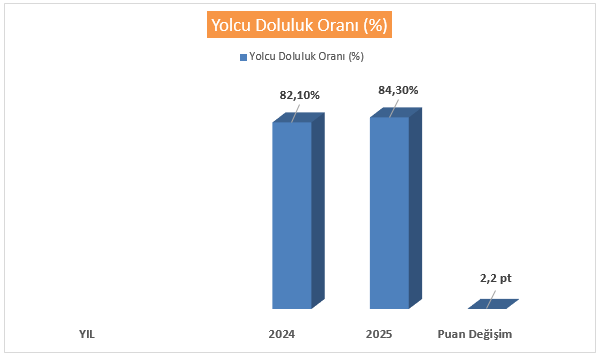 Yolcu Doluluk Oranı (%)
Yolcu Doluluk Oranı (%)
82,10%
84,30%
2,2 pt
YIL
2024
2025
Puan Değişim